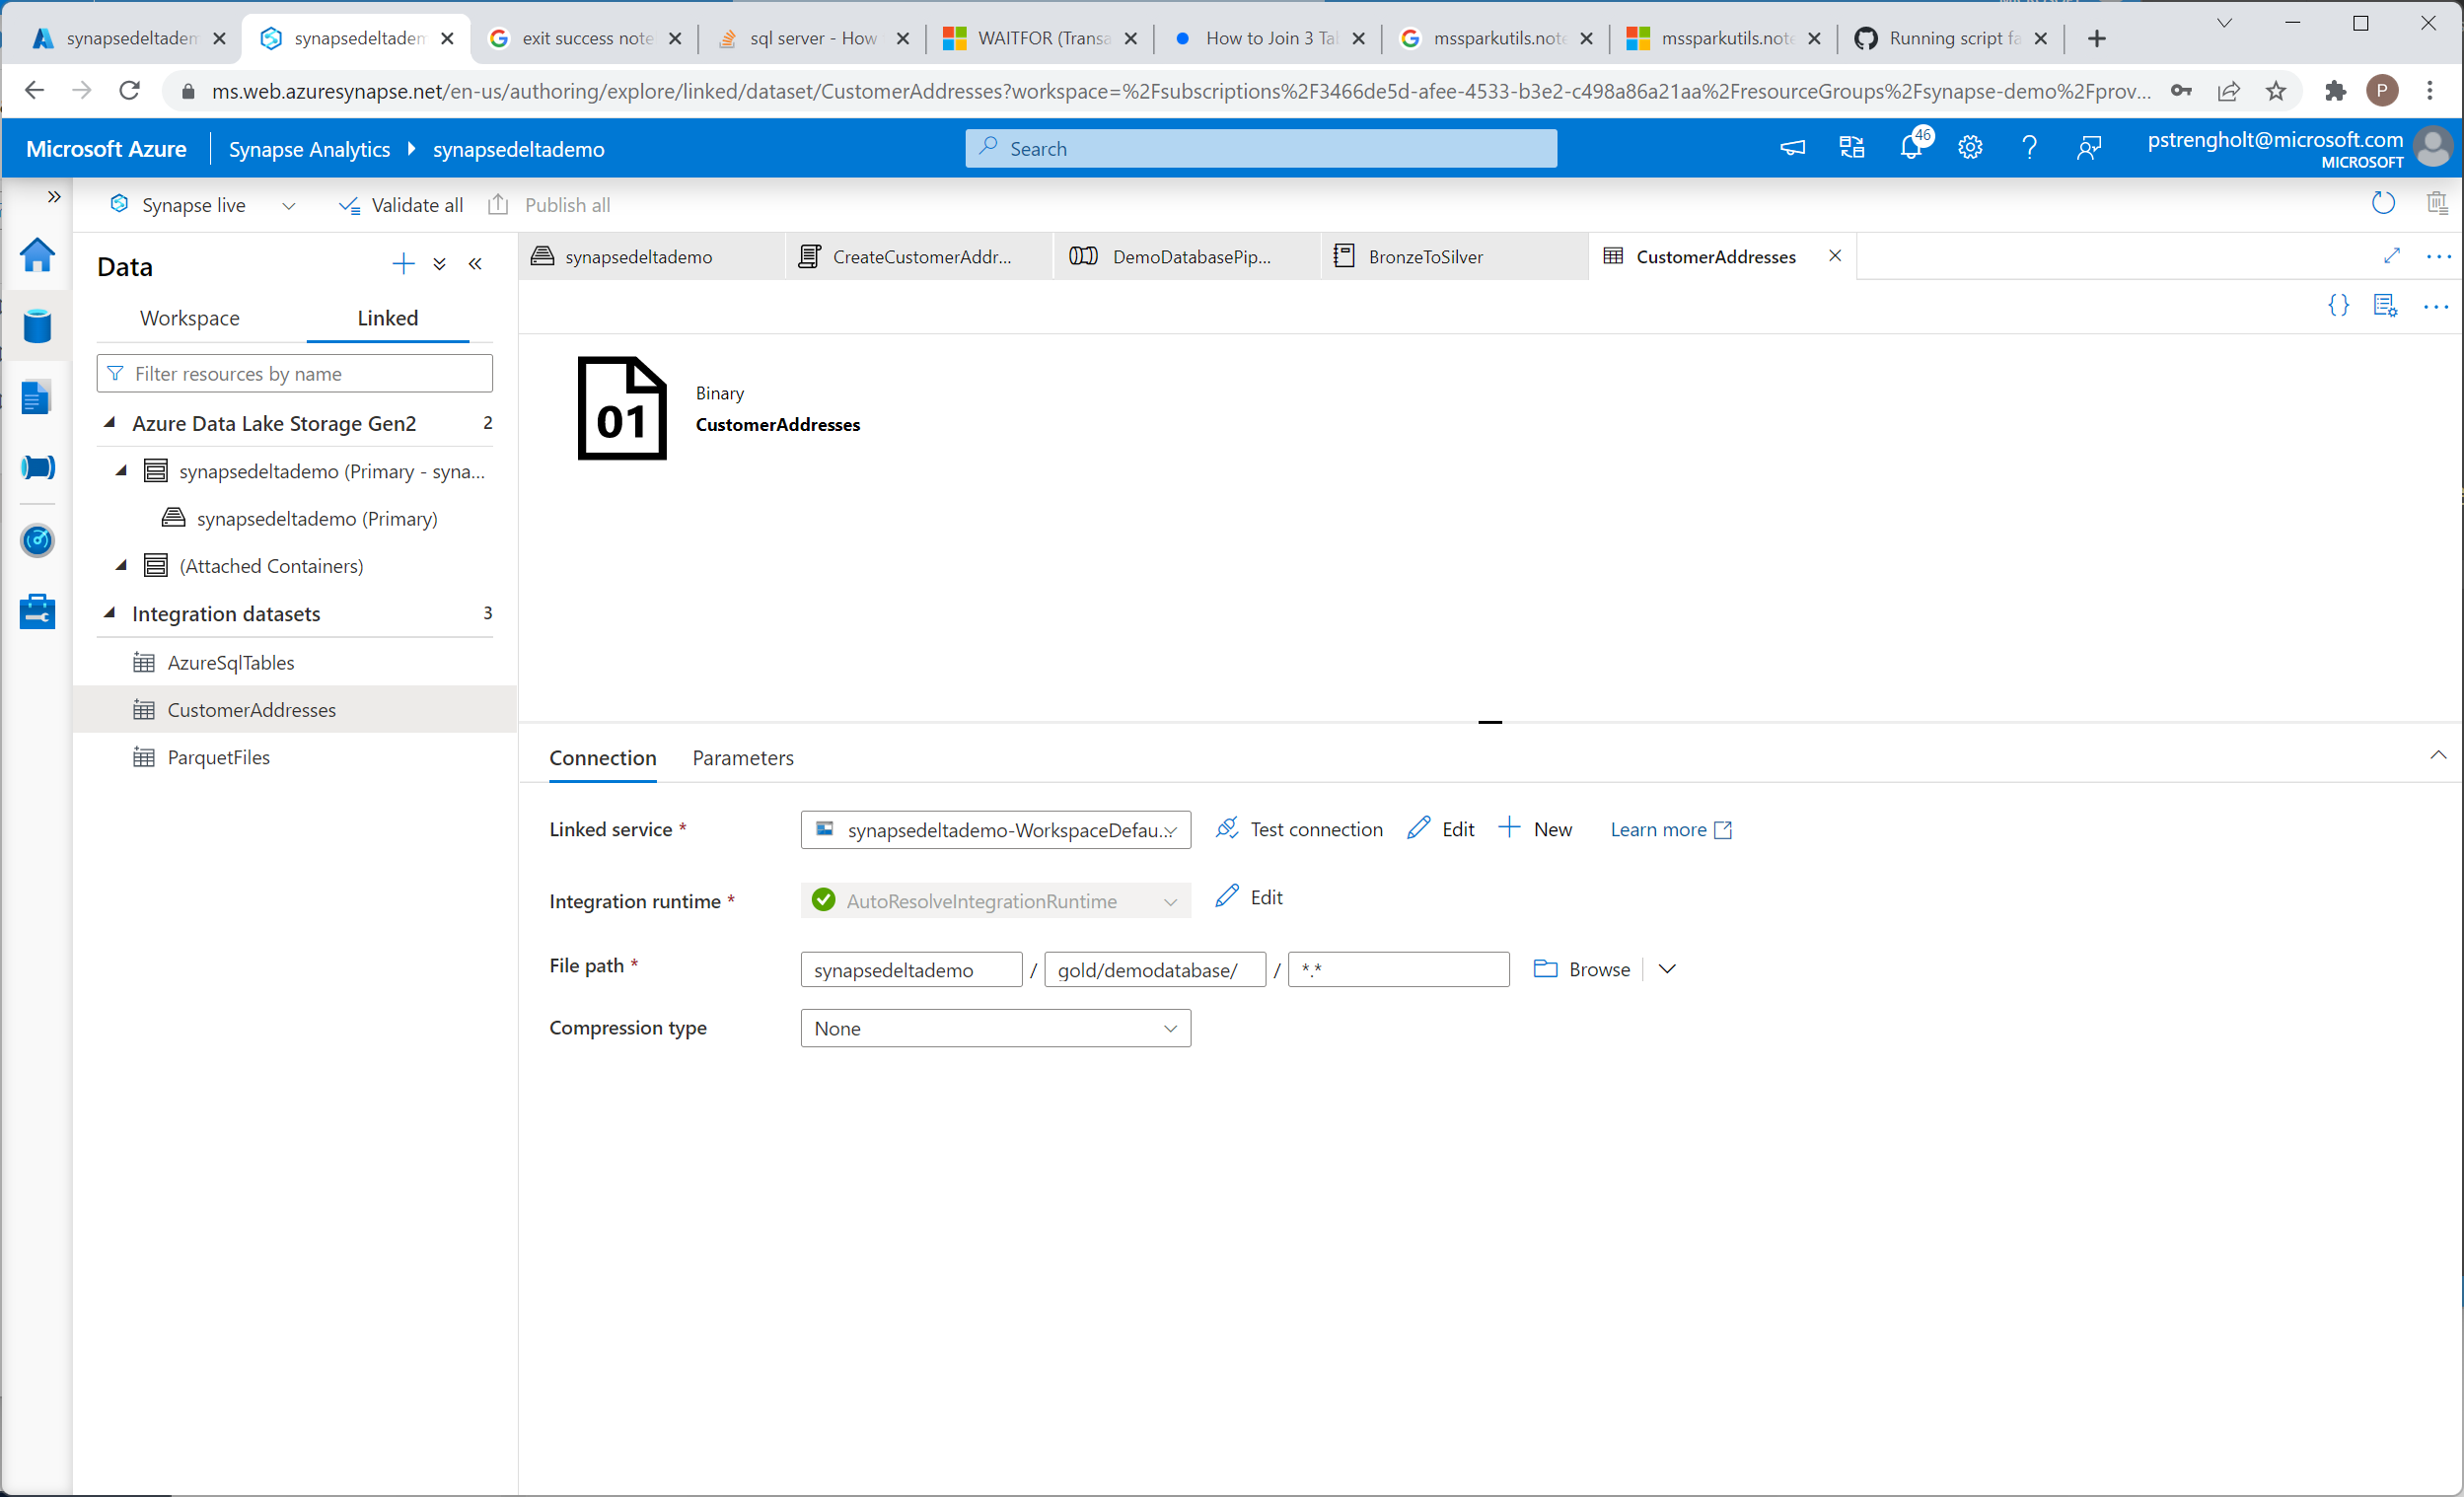 synapsedeltadem
synapsedeltadem
exit success note
sql server - How
WAITFOR (Transa
How to Join 3 Tal
mssparkutils.note
mssparkutils.note
Running script fa
ms.web.azuresynapse.net/en-us/authoring/explore/linked/dataset/CustomerAddresses?workspace=%2Fsubscriptions%2F3466de5d-afee-4533-b3e2-c498a86a21aa%2FresourceGroups%2Fsynapse-demo%2Fprov...
P
Microsoft Azure
Synapse Analytics
synapsedeltademo
Search
46
pstrengholt@microsoft.com
MICROSOFT
Synapse live
Validate all
Publish all
Data
Workspace
Linked
Filter resources by name
Azure Data Lake Storage Gen2 2
synapsedeltademo (Primary - syna...
synapsedeltademo (Primary)
(Attached Containers)
Integration datasets 3
AzureSqlTables
CustomerAddresses
ParquetFiles
synapsedeltademo
CreateCustomerAddr...
DemoDatabasePip...
BronzeToSilver
CustomerAddresses
{}
01
Binary
CustomerAddresses
Connection
Parameters
Linked service *
synapsedeltademo-WorkspaceDefau...
Test connection
Edit
New
Learn more
Integration runtime *
AutoResolveIntegrationRuntime
Edit
File path *
synapsedeltademo / gold/demodatabase/ / *.*
Browse
Compression type
None